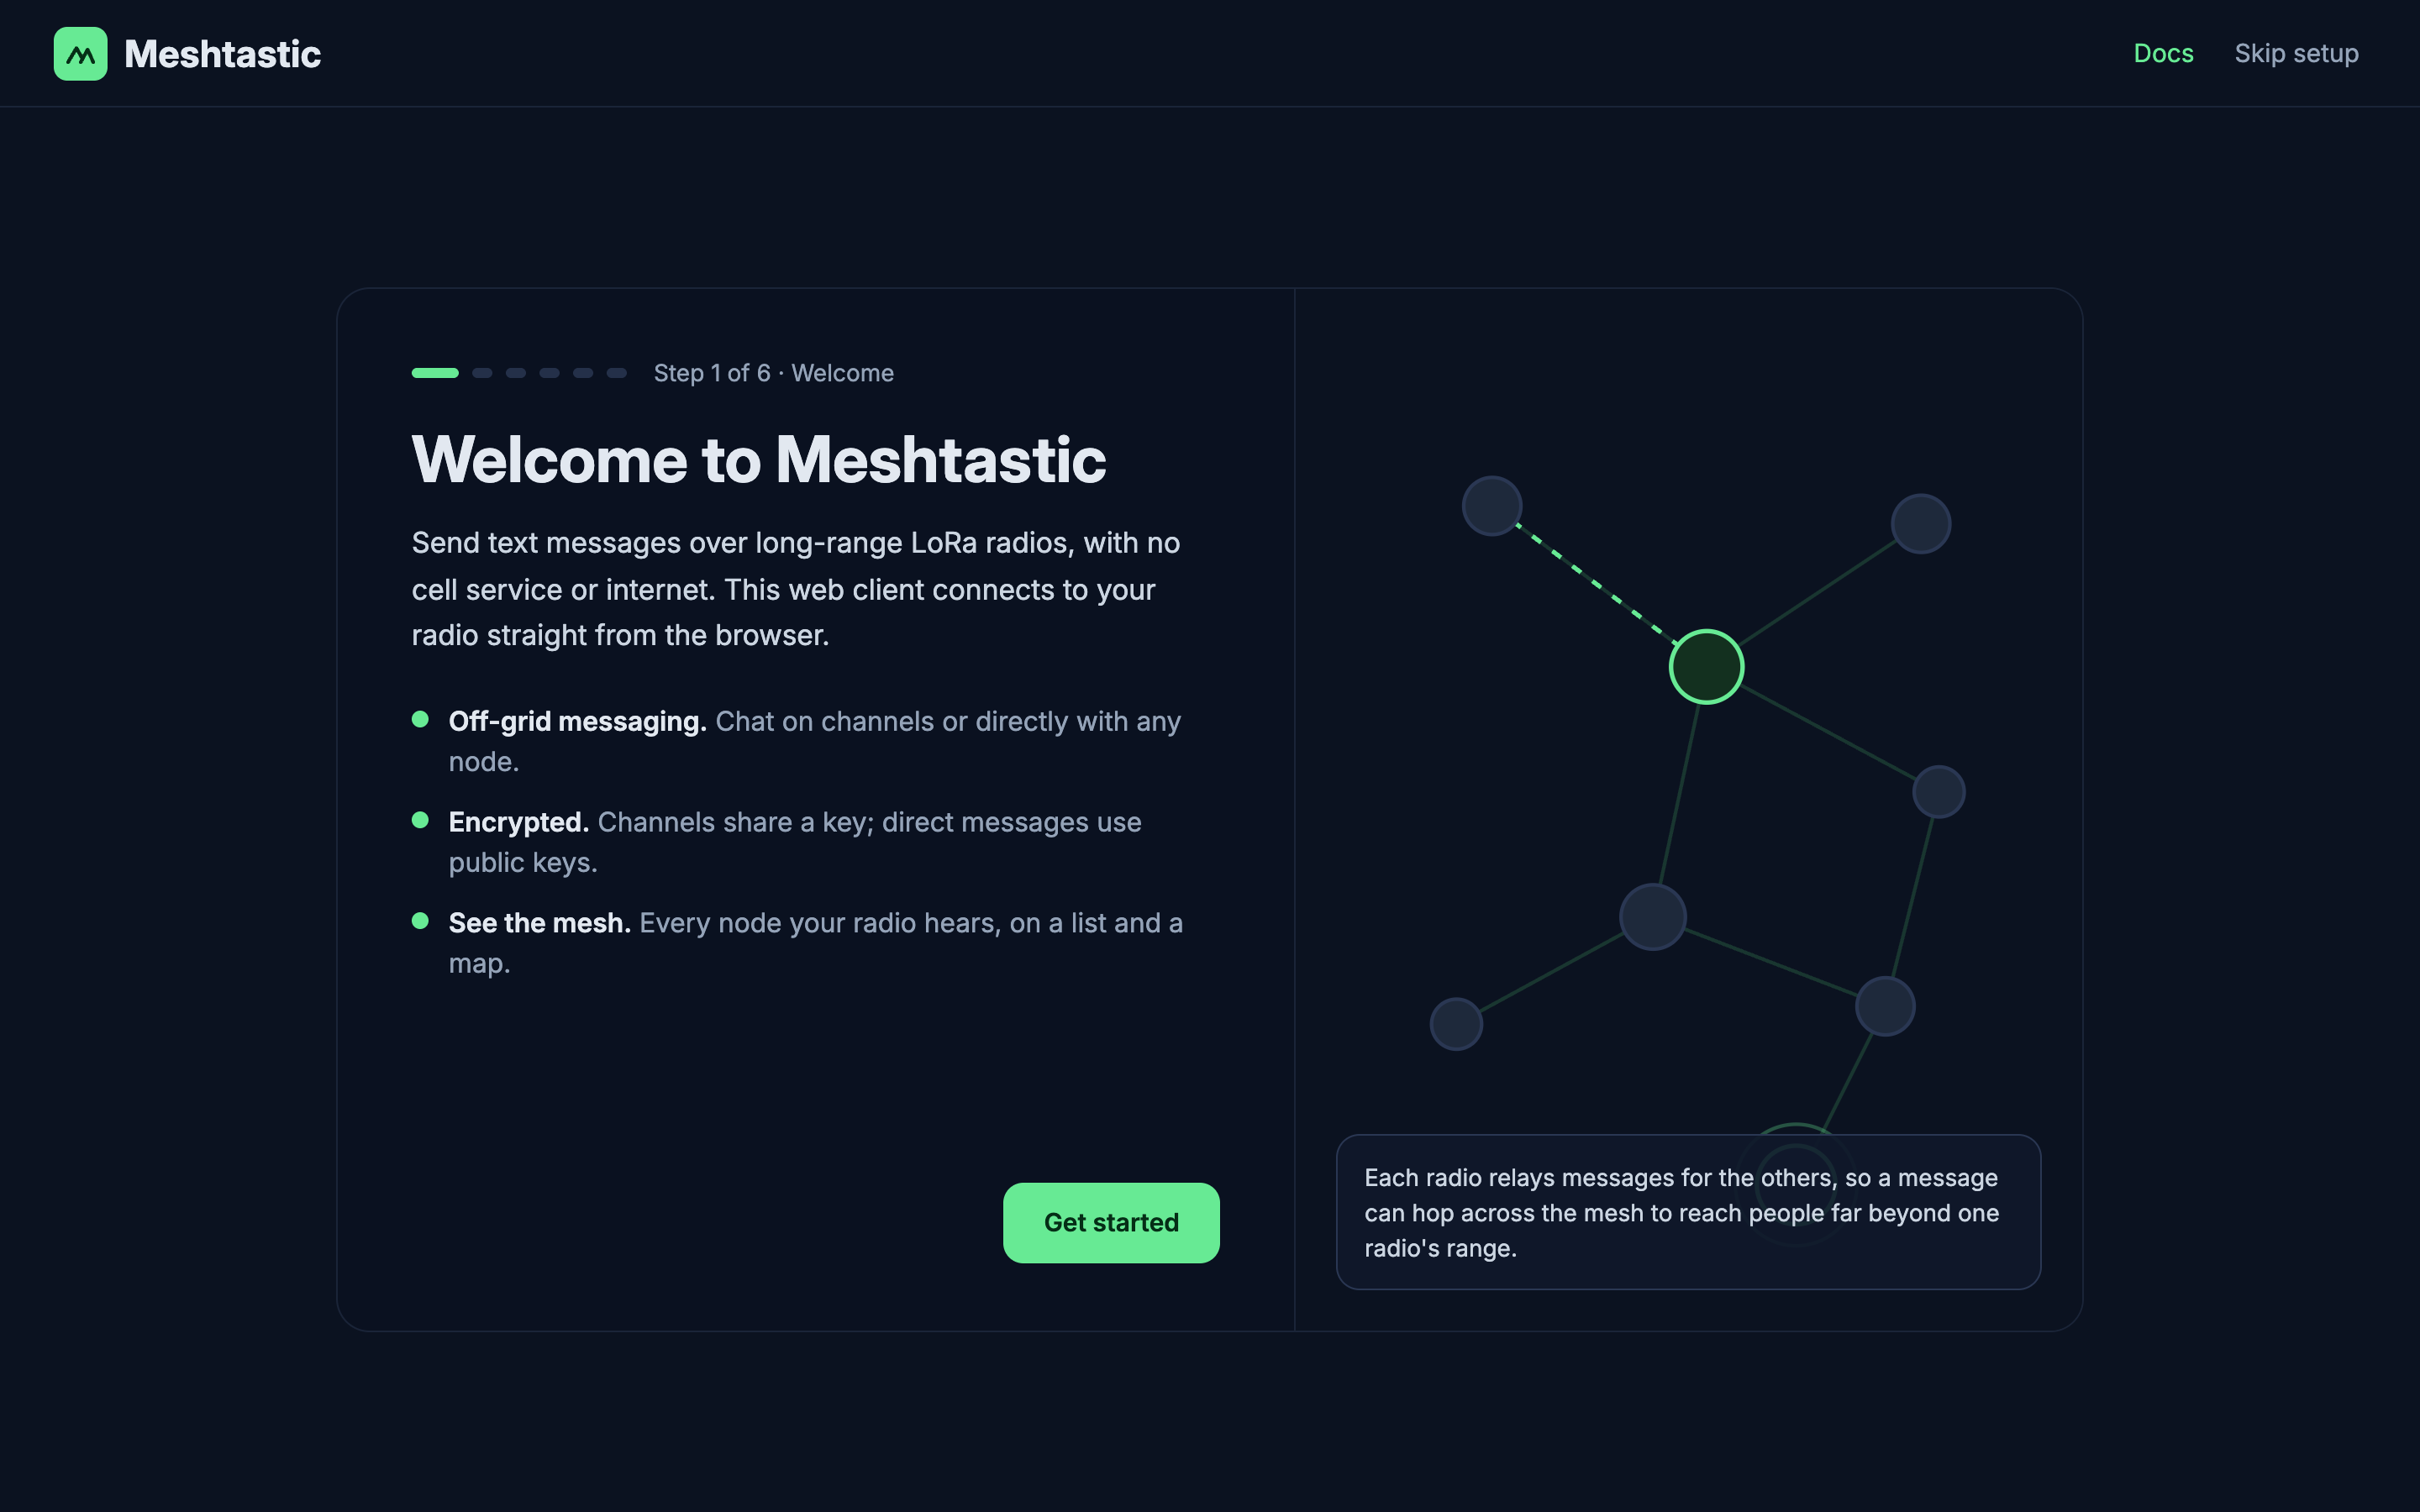 Meshtastic
Docs
Skip setup
Step 1 of 6 · Welcome
Welcome to Meshtastic
Send text messages over long-range LoRa radios, with no
cell service or internet. This web client connects to your
radio straight from the browser.
Off-grid messaging. Chat on channels or directly with any
node.
Encrypted. Channels share a key; direct messages use
public keys.
See the mesh. Every node your radio hears, on a list and a
map.
Get started
Each radio relays messages for the others, so a message
can hop across the mesh to reach people far beyond one
radio's range.